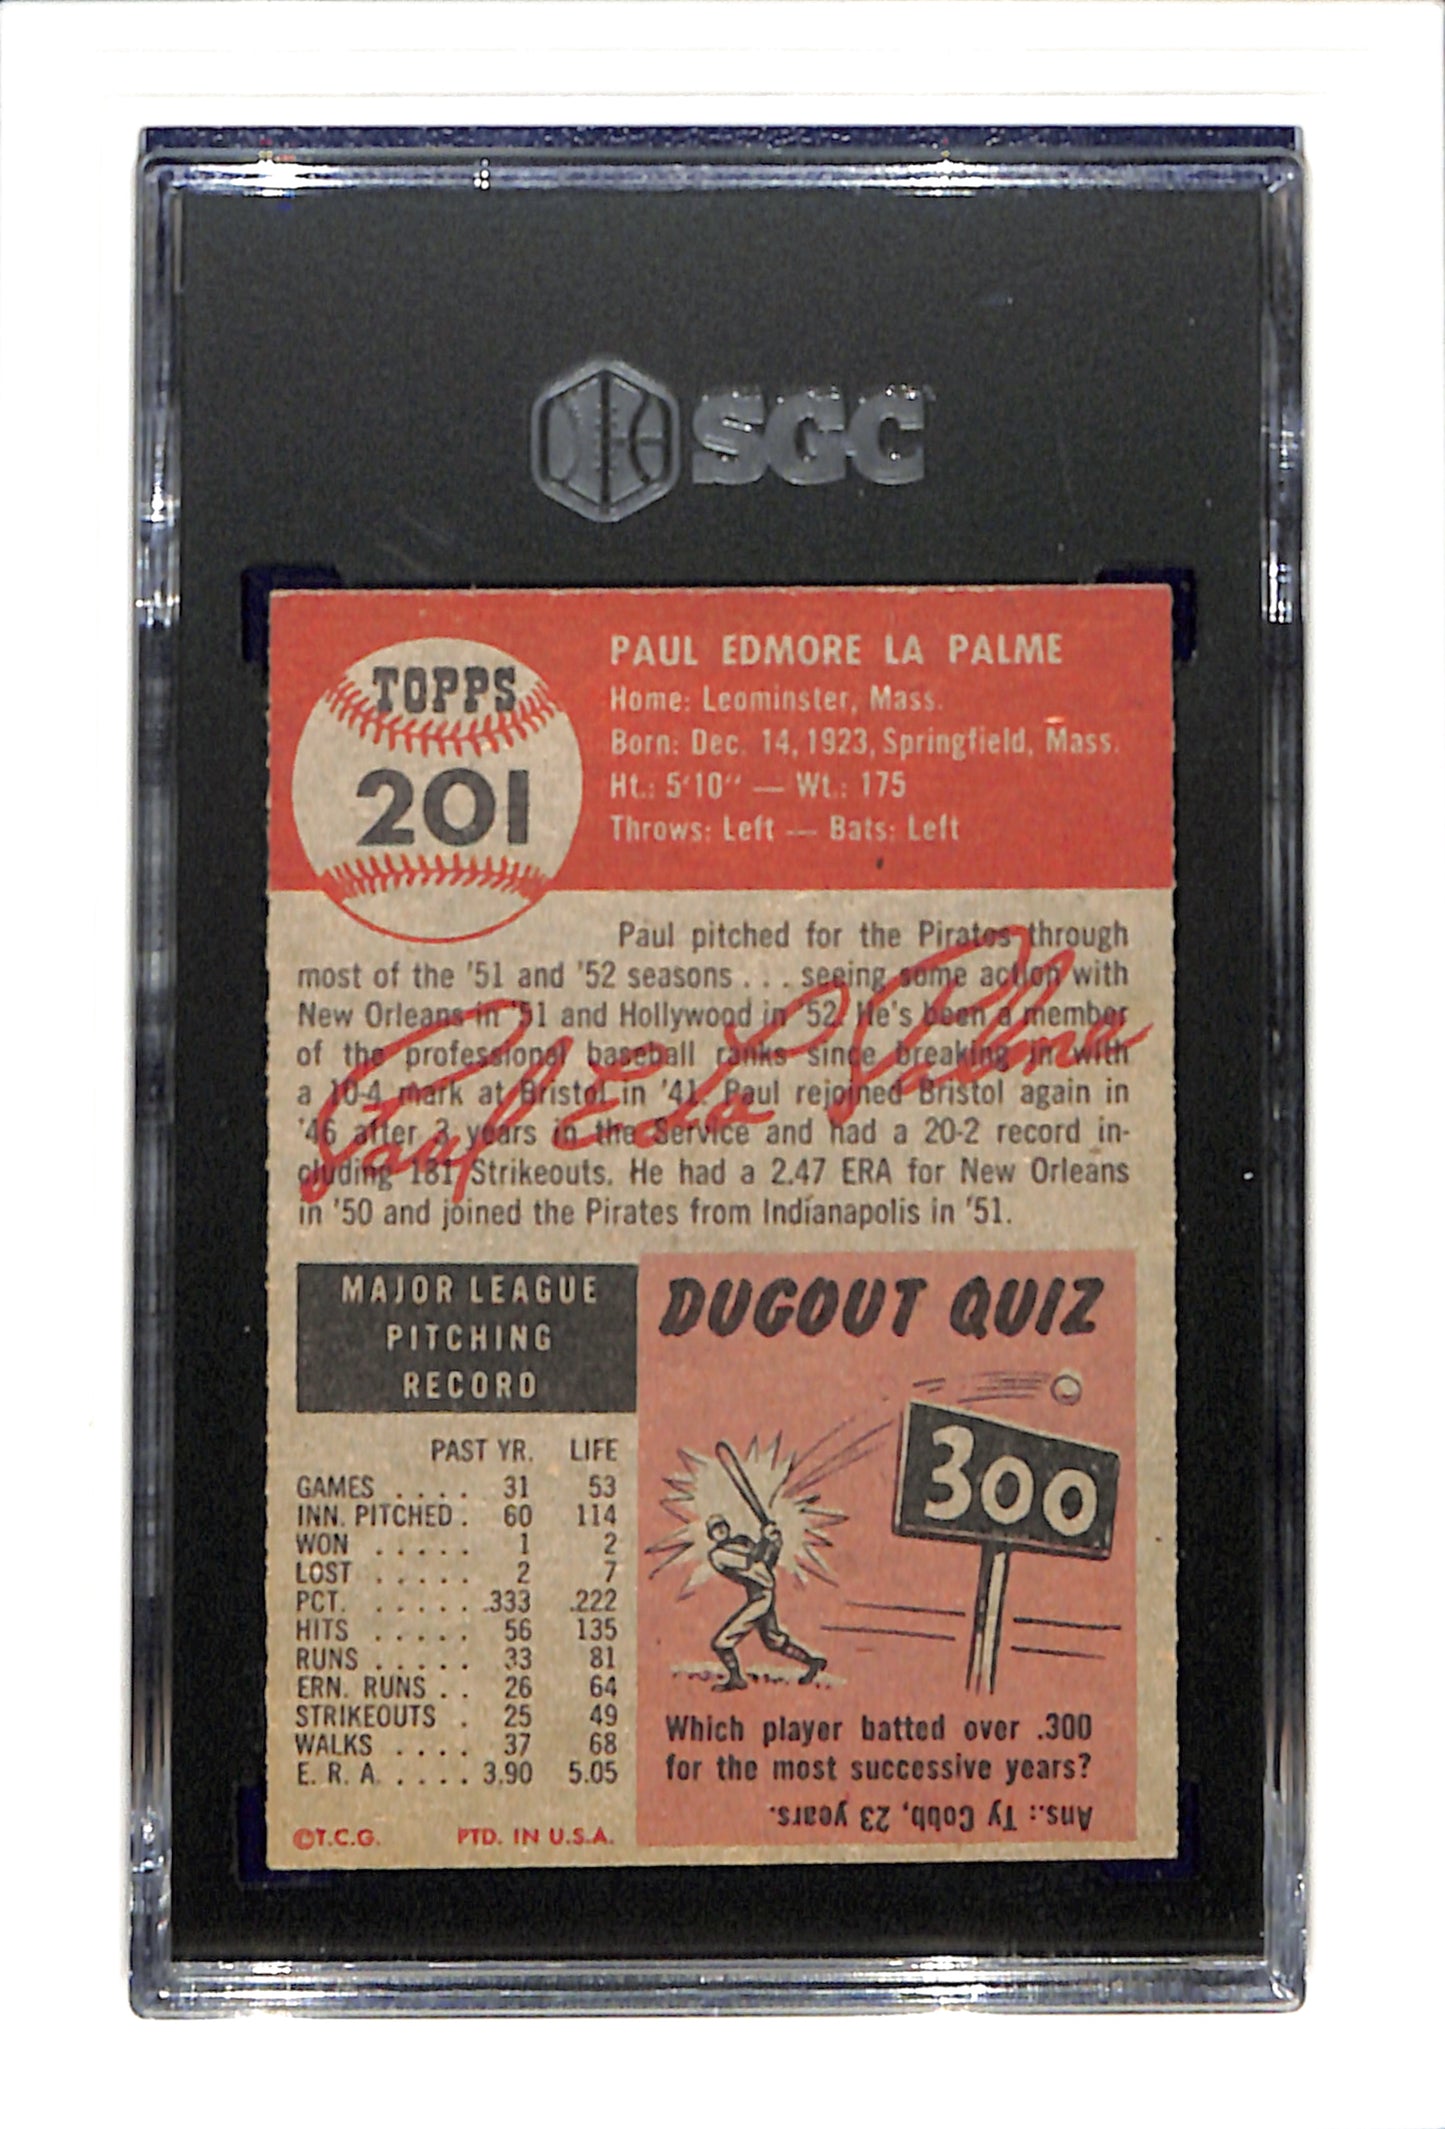 SGC
TOPPS
201
PAUL EDMORE LA PALME
Home: Leominster, Mass.
Born: Dec. 14, 1923, Springfield, Mass.
Ht.: 5'10" — Wt.: 175
Throws: Left — Bats: Left
Paul pitched for the Pirates through
most of the '51 and '52 seasons . . . seeing some action with
New Orleans in '51 and Hollywood in '52. He's been a member
of the professional baseball ranks since breaking in with
a 10-4 mark at Bristol in '41. Paul rejoined Bristol again in
'46 after 3 years in the Service and had a 20-2 record in-
cluding 181 Strikeouts. He had a 2.47 ERA for New Orleans
in '50 and joined the Pirates from Indianapolis in '51.
Paul E. La Palme
MAJOR LEAGUE
PITCHING
RECORD
PAST YR. LIFE
GAMES . . . . 31 53
INN. PITCHED . 60 114
WON . . . . . 1 2
LOST . . . . . 2 7
PCT. . . . . . .333 .222
HITS . . . . . 56 135
RUNS . . . . . 33 81
ERN. RUNS . . 26 64
STRIKEOUTS . 25 49
WALKS . . . . 37 68
E. R. A. . . . . 3.90 5.05
©T.C.G. PTD. IN U.S.A.
DUGOUT QUIZ
300
Which player batted over .300
for the most successive years?
Ans.: Ty Cobb, 23 years.